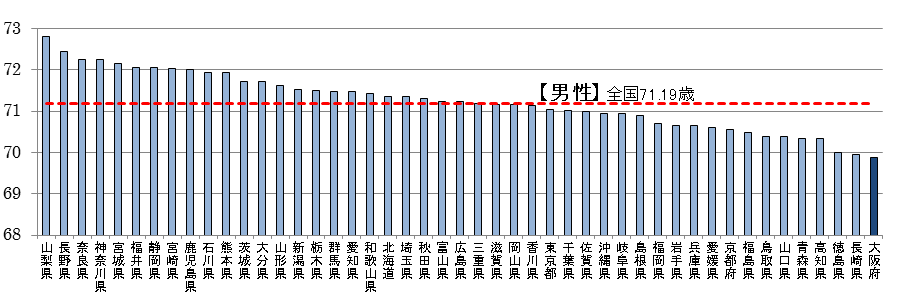 73
72
71
70
69
68
【男性】全国71.19歳
山梨県
長野県
奈良県
神奈川県
宮城県
福井県
静岡県
宮崎県
鹿児島県
石川県
熊本県
茨城県
大分県
山形県
新潟県
栃木県
群馬県
愛知県
和歌山県
北海道
埼玉県
秋田県
富山県
広島県
三重県
滋賀県
岡山県
香川県
東京都
千葉県
佐賀県
沖縄県
岐阜県
島根県
福岡県
岩手県
兵庫県
愛媛県
京都府
福島県
鳥取県
山口県
青森県
高知県
徳島県
長崎県
大阪府